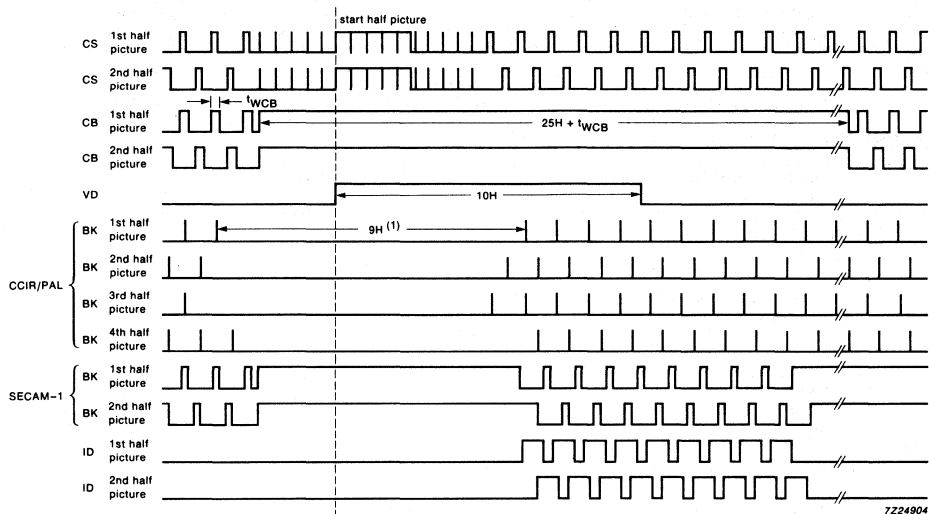 start half picture
CS 1st half picture
CS 2nd half picture
tWCB
CB 1st half picture
25H + tWCB
CB 2nd half picture
VD
10H
CCIR/PAL
BK 1st half picture
9H (1)
BK 2nd half picture
BK 3rd half picture
BK 4th half picture
SECAM-1
BK 1st half picture
BK 2nd half picture
ID 1st half picture
ID 2nd half picture
7Z24904